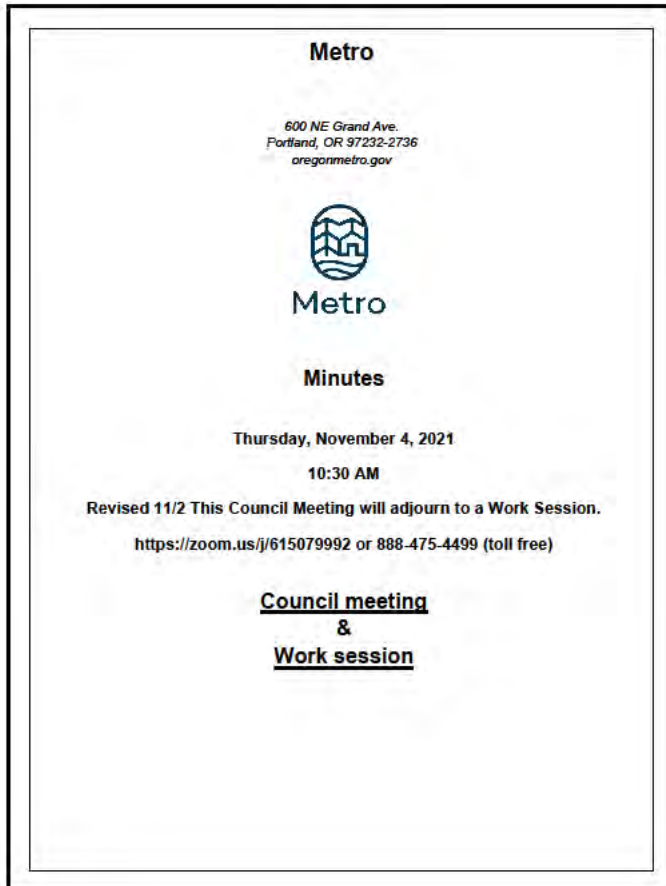 Metro
600 NE Grand Ave.
Portland, OR 97232-2736
oregonmetro.gov
Metro
Minutes
Thursday, November 4, 2021
10:30 AM
Revised 11/2 This Council Meeting will adjourn to a Work Session.
https://zoom.us/j/615079992 or 888-475-4499 (toll free)
Council meeting
&
Work session